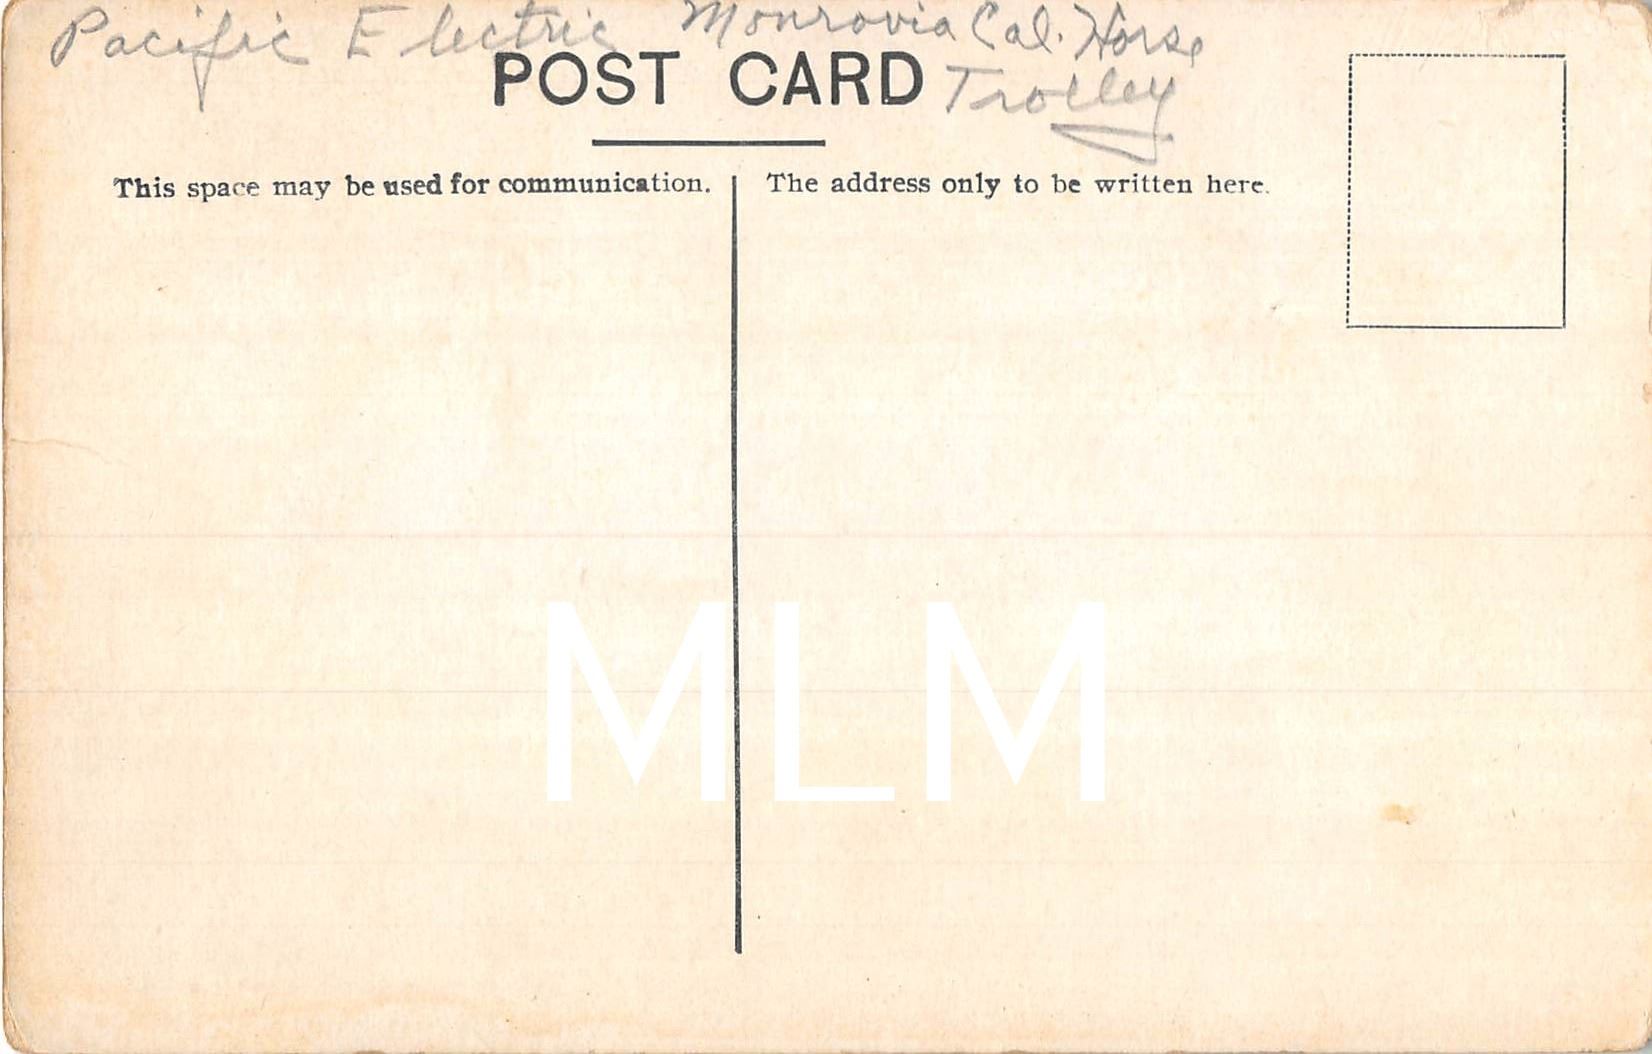 Pacific Electric Monrovia Cal. Horse
Trolley
POST CARD
This space may be used for communication.
The address only to be written here.
MLM